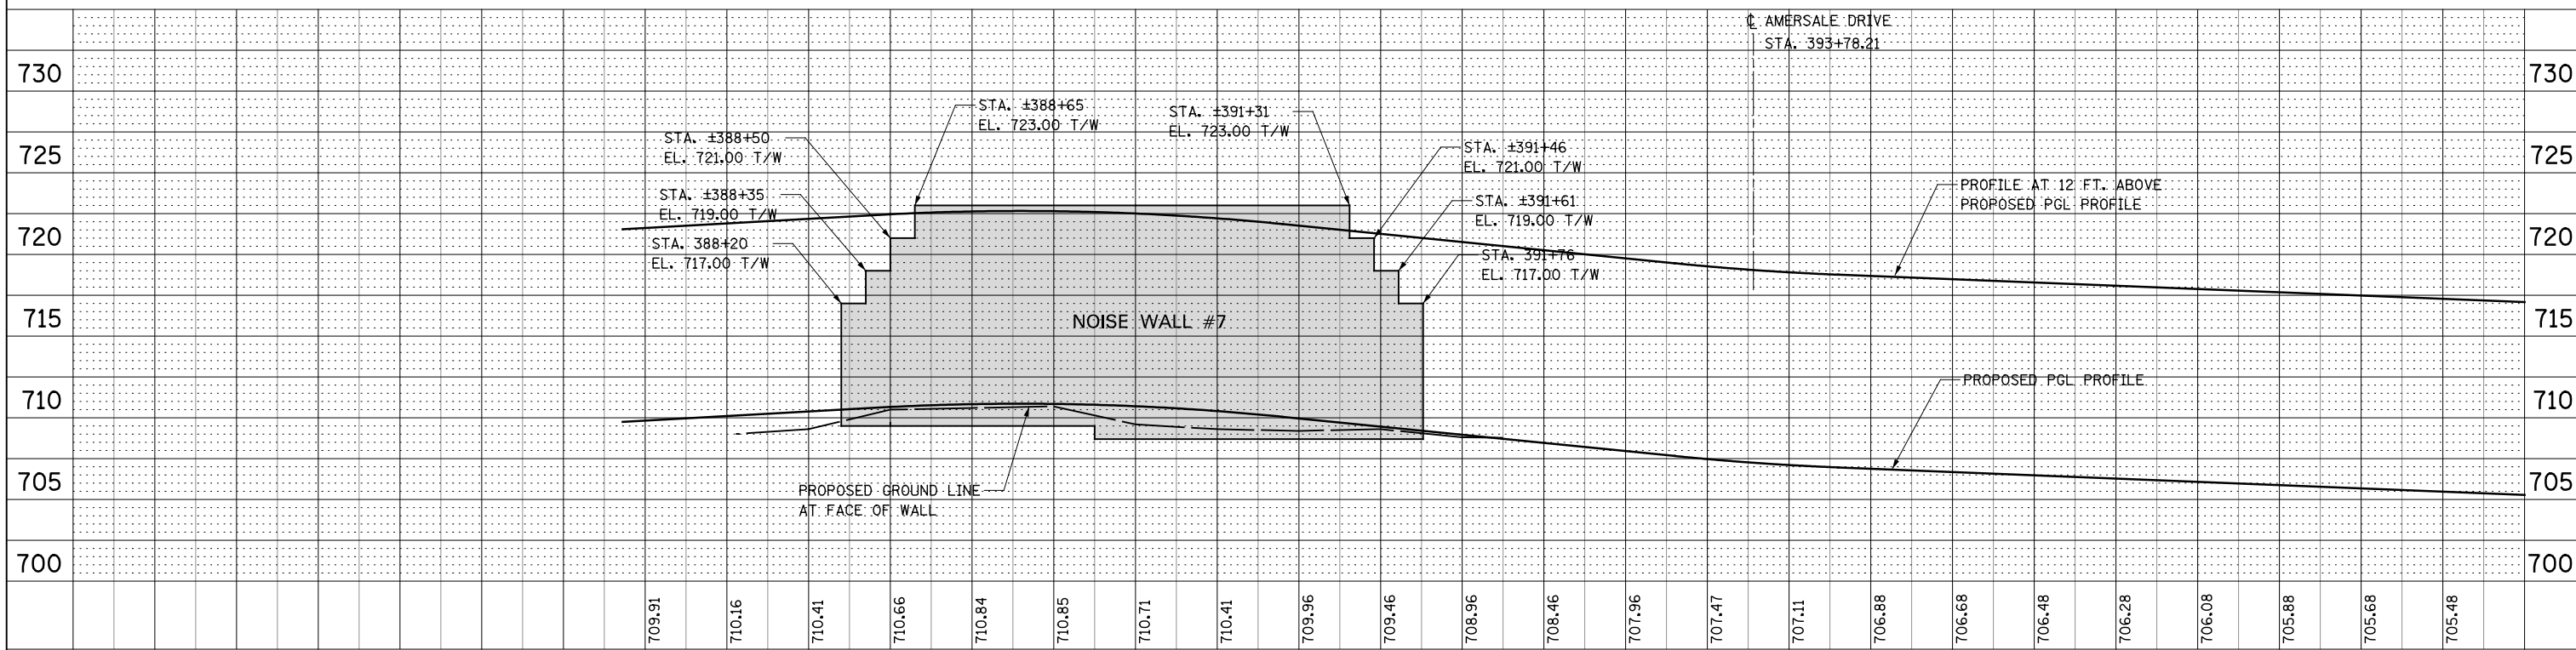 ℄ AMERSALE DRIVE
STA. 393+78.21
730
730
STA. ±388+65
EL. 723.00 T/W
STA. ±391+31
EL. 723.00 T/W
STA. ±388+50
EL. 721.00 T/W
STA. ±391+46
EL. 721.00 T/W
725
725
STA. ±388+35
EL. 719.00 T/W
STA. ±391+61
EL. 719.00 T/W
PROFILE AT 12 FT. ABOVE
PROPOSED PGL PROFILE
720
720
STA. 388+20
EL. 717.00 T/W
STA. 391+76
EL. 717.00 T/W
715
NOISE WALL #7
715
PROPOSED PGL PROFILE
710
710
705
705
PROPOSED GROUND LINE
AT FACE OF WALL
700
700
709.91
710.16
710.41
710.66
710.84
710.85
710.71
710.41
709.96
709.46
708.96
708.46
707.96
707.47
707.11
706.88
706.68
706.48
706.28
706.08
705.88
705.68
705.48